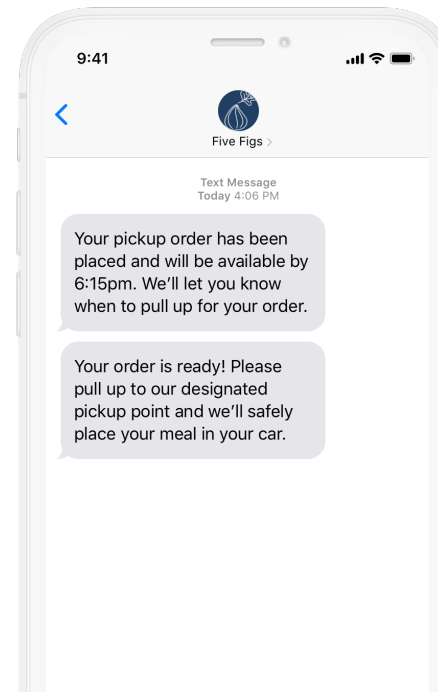 9:41
Five Figs
Text Message
Today 4:06 PM
Your pickup order has been
placed and will be available by
6:15pm. We’ll let you know
when to pull up for your order.
Your order is ready! Please
pull up to our designated
pickup point and we’ll safely
place your meal in your car.